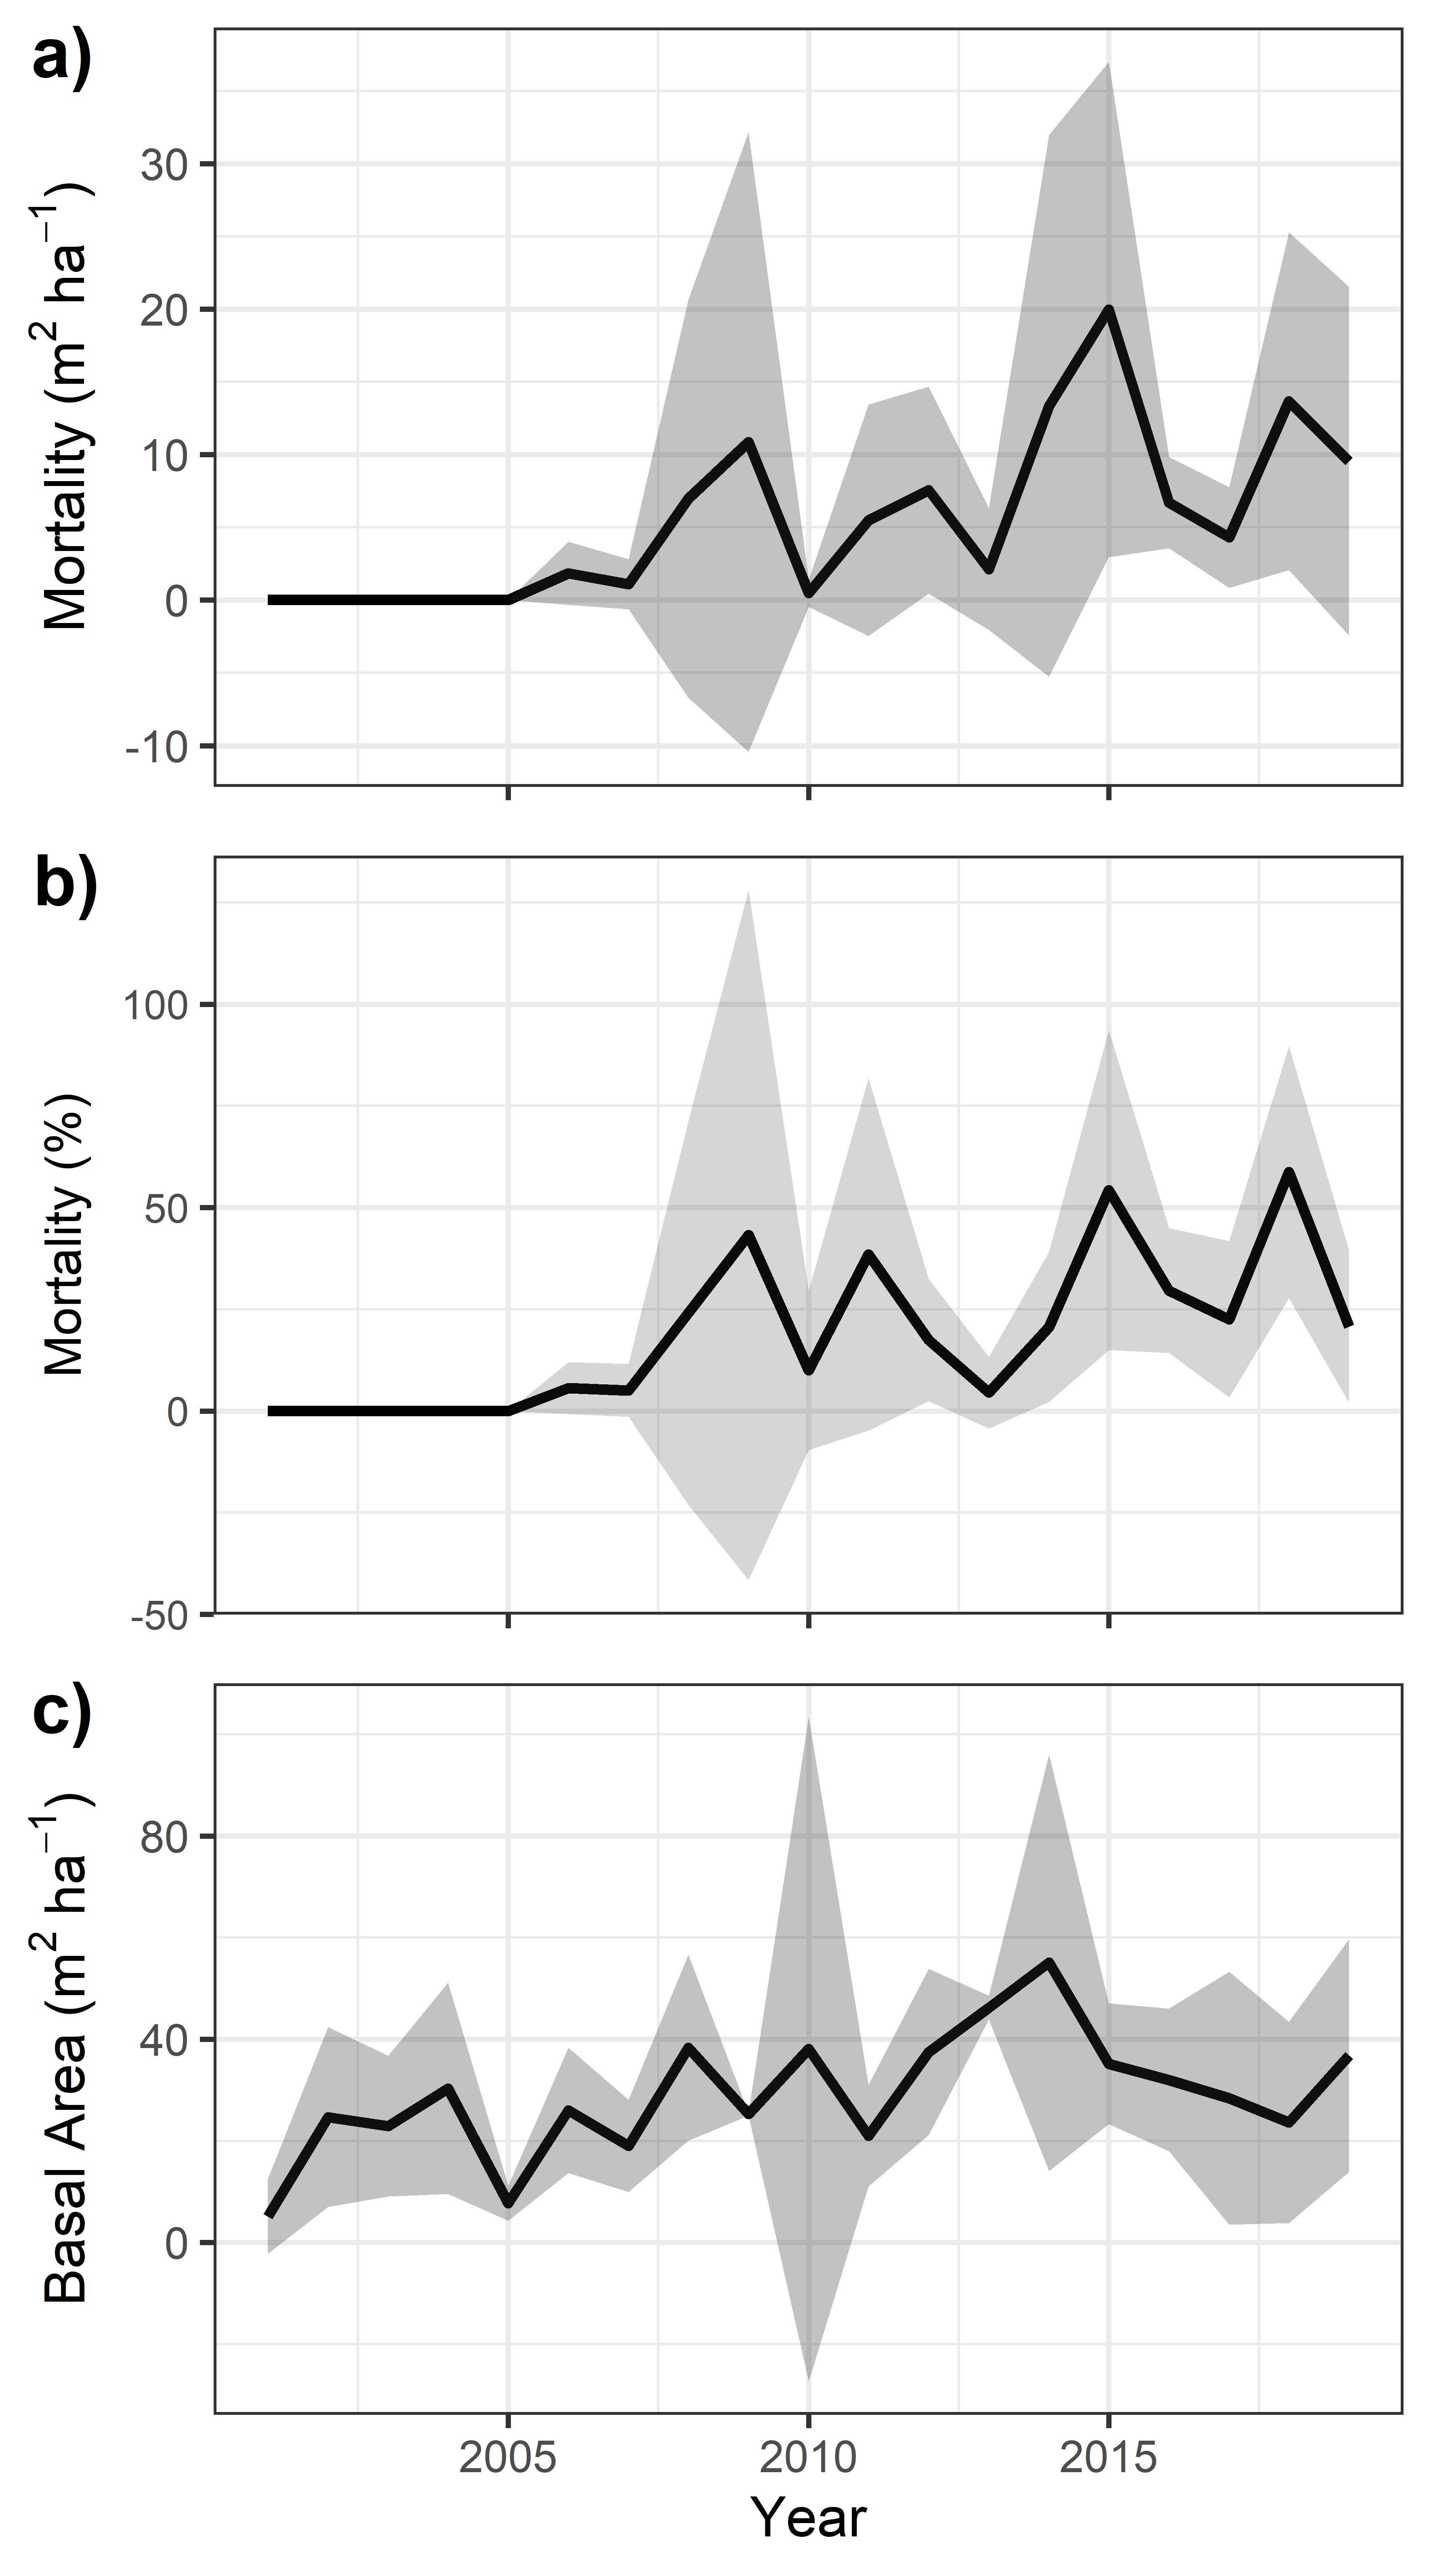 a)
Mortality (m² ha⁻¹)
30
20
10
0
-10
b)
Mortality (%)
100
50
0
-50
c)
Basal Area (m² ha⁻¹)
80
40
0
2005 2010 2015
Year